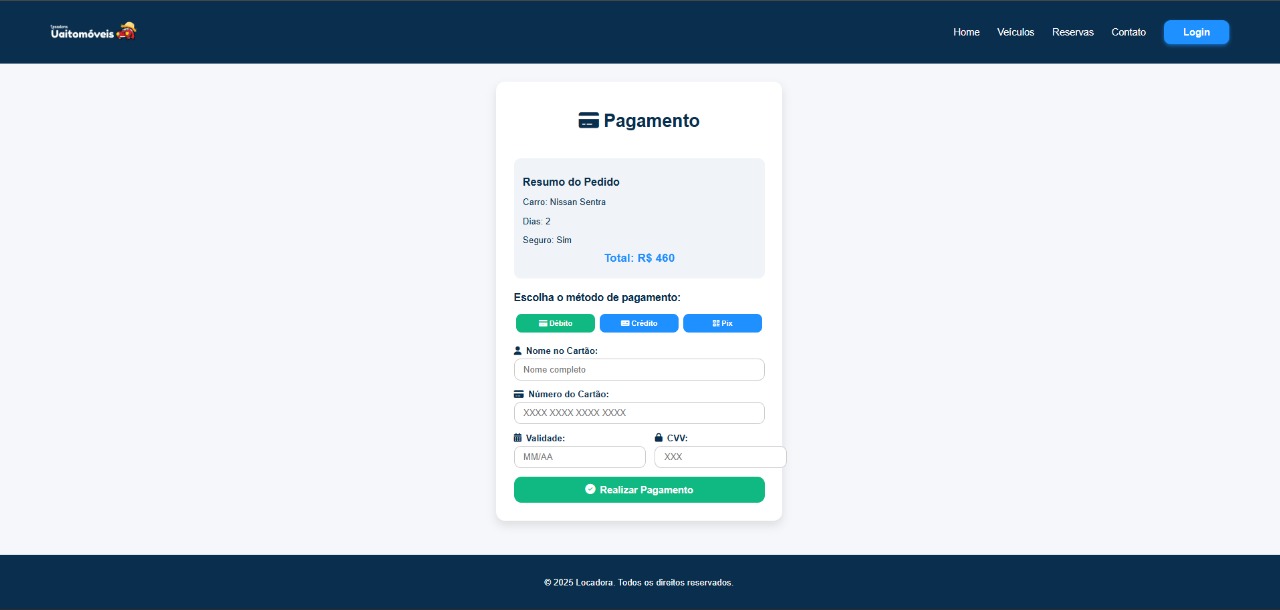 Locadora
Uaitomóveis
Home Veículos Reservas Contato Login
Pagamento
Resumo do Pedido
Carro: Nissan Sentra
Dias: 2
Seguro: Sim
Total: R$ 460
Escolha o método de pagamento:
Débito Crédito Pix
Nome no Cartão:
Nome completo
Número do Cartão:
XXXX XXXX XXXX XXXX
Validade: CVV:
MM/AA XXX
Realizar Pagamento
© 2025 Locadora. Todos os direitos reservados.